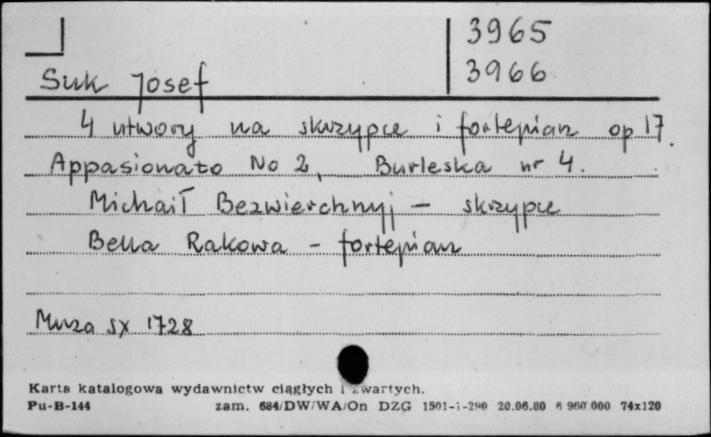 3965
3966
Suk Josef
4 utwory na skrzypce i fortepian op 17.
Appasionato No 2, Burleska nr 4.
Michaił Bezwierchnyj – skrzypce
Bella Rakowa – fortepian
Muza SX 1728
Karta katalogowa wydawnictw ciągłych i zwartych.
Pu-B-144 zam. 684/DW/WA/On DZG 1501-1-290 20.06.80 6 960 000 74x120